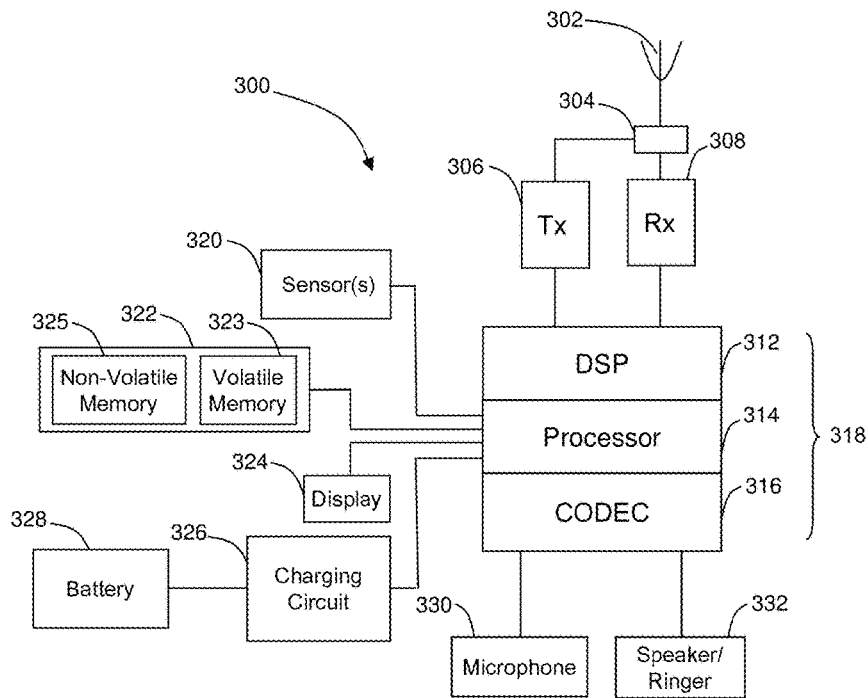 302
300
304
306
308
Tx
Rx
320
Sensor(s)
325
322
323
Non-Volatile
Memory
Volatile
Memory
312
DSP
314
Processor
318
324
Display
316
CODEC
328
326
Battery
Charging
Circuit
330
332
Microphone
Speaker/
Ringer